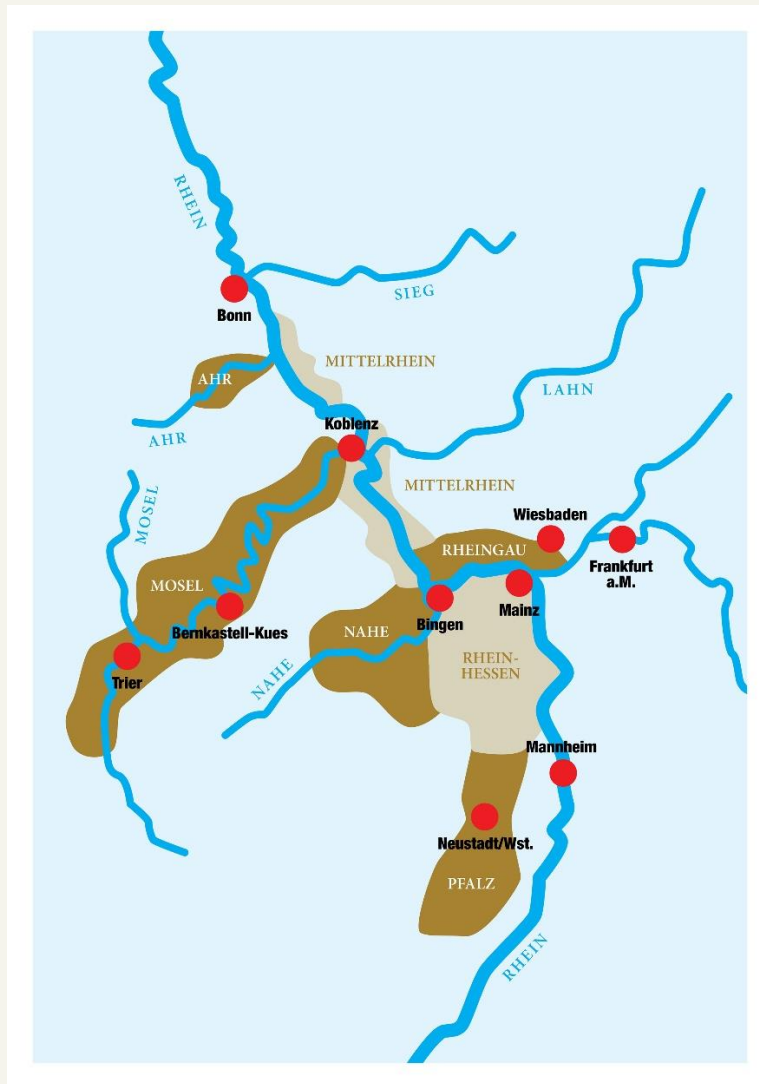 RHEIN
SIEG
Bonn
MITTELRHEIN
AHR
LAHN
AHR
Koblenz
MOSEL
MITTELRHEIN
Wiesbaden
RHEINGAU
Frankfurt
a.M.
MOSEL
Mainz
Bingen
Bernkastell-Kues
NAHE
RHEIN-
HESSEN
NAHE
Trier
Mannheim
Neustadt/Wst.
PFALZ
RHEIN